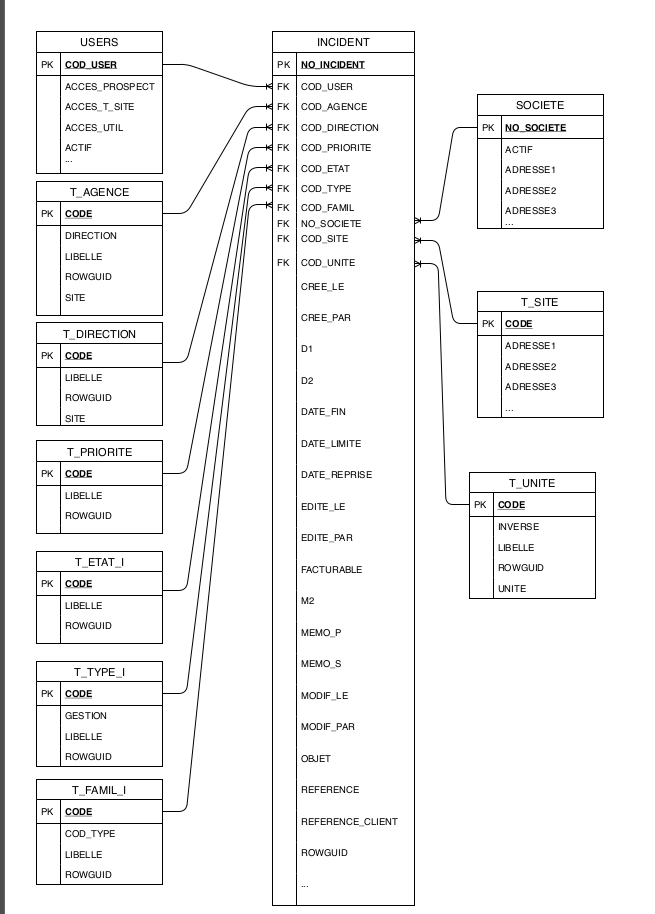 USERS
PK COD_USER
ACCES_PROSPECT
ACCES_T_SITE
ACCES_UTIL
ACTIF
...
T_AGENCE
PK CODE
DIRECTION
LIBELLE
ROWGUID
SITE
T_DIRECTION
PK CODE
LIBELLE
ROWGUID
SITE
T_PRIORITE
PK CODE
LIBELLE
ROWGUID
T_ETAT_I
PK CODE
LIBELLE
ROWGUID
T_TYPE_I
PK CODE
GESTION
LIBELLE
ROWGUID
T_FAMIL_I
PK CODE
COD_TYPE
LIBELLE
ROWGUID
INCIDENT
PK NO_INCIDENT
FK COD_USER
FK COD_AGENCE
FK COD_DIRECTION
FK COD_PRIORITE
FK COD_ETAT
FK COD_TYPE
FK COD_FAMIL
FK NO_SOCIETE
FK COD_SITE
FK COD_UNITE
CREE_LE
CREE_PAR
D1
D2
DATE_FIN
DATE_LIMITE
DATE_REPRISE
EDITE_LE
EDITE_PAR
FACTURABLE
M2
MEMO_P
MEMO_S
MODIF_LE
MODIF_PAR
OBJET
REFERENCE
REFERENCE_CLIENT
ROWGUID
...
SOCIETE
PK NO_SOCIETE
ACTIF
ADRESSE1
ADRESSE2
ADRESSE3
...
T_SITE
PK CODE
ADRESSE1
ADRESSE2
ADRESSE3
...
T_UNITE
PK CODE
INVERSE
LIBELLE
ROWGUID
UNITE